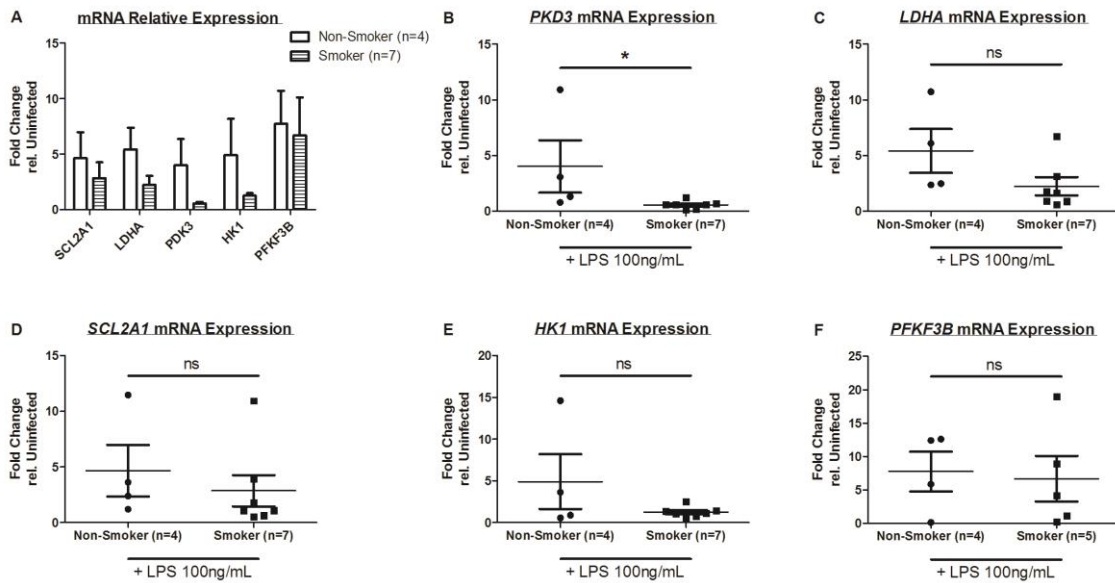 A
mRNA Relative Expression
Non-Smoker (n=4)
Smoker (n=7)
Fold Change
rel. Uninfected
15
10
5
0
SCL2A1
LDHA
PDK3
HK1
PFKF3B
B
PKD3 mRNA Expression
*
Fold Change
rel. Uninfected
15
10
5
0
Non-Smoker (n=4)
Smoker (n=7)
+ LPS 100ng/mL
C
LDHA mRNA Expression
ns
Fold Change
rel. Uninfected
15
10
5
0
Non-Smoker (n=4)
Smoker (n=7)
+ LPS 100ng/mL
D
SCL2A1 mRNA Expression
ns
Fold Change
rel. Uninfected
15
10
5
0
Non-Smoker (n=4)
Smoker (n=7)
+ LPS 100ng/mL
E
HK1 mRNA Expression
ns
Fold Change
rel. Uninfected
20
15
10
5
0
Non-Smoker (n=4)
Smoker (n=7)
+ LPS 100ng/mL
F
PFKF3B mRNA Expression
ns
Fold Change
rel. Uninfected
25
20
15
10
5
0
Non-Smoker (n=4)
Smoker (n=5)
+ LPS 100ng/mL